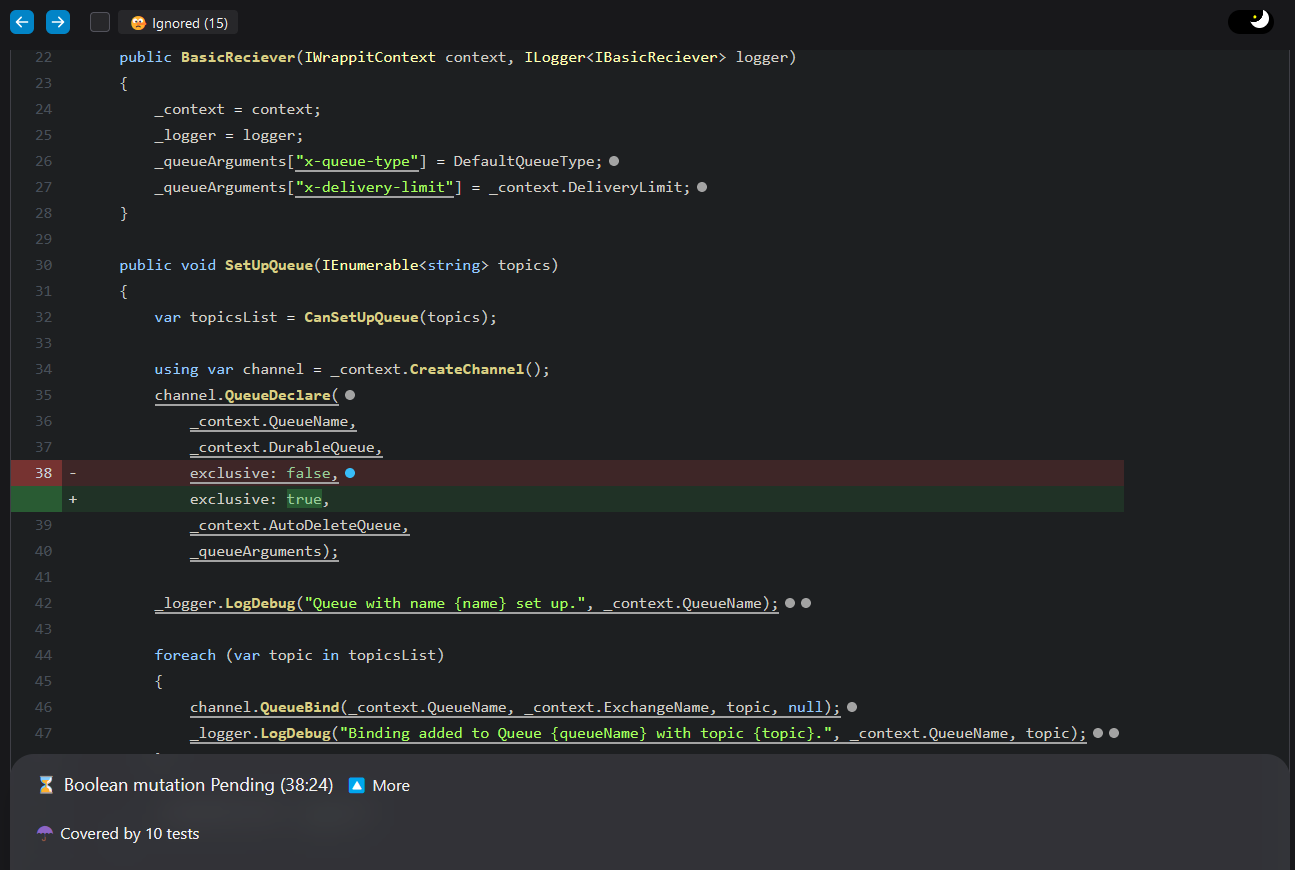 Ignored (15)
22 public BasicReciever(IWrappitContext context, ILogger<IBasicReciever> logger)
23 {
24 _context = context;
25 _logger = logger;
26 _queueArguments["x-queue-type"] = DefaultQueueType;
27 _queueArguments["x-delivery-limit"] = _context.DeliveryLimit;
28 }
29
30 public void SetUpQueue(IEnumerable<string> topics)
31 {
32 var topicsList = CanSetUpQueue(topics);
33
34 using var channel = _context.CreateChannel();
35 channel.QueueDeclare(
36 _context.QueueName,
37 _context.DurableQueue,
38 - exclusive: false,
+ exclusive: true,
39 _context.AutoDeleteQueue,
40 _queueArguments);
41
42 _logger.LogDebug("Queue with name {name} set up.", _context.QueueName);
43
44 foreach (var topic in topicsList)
45 {
46 channel.QueueBind(_context.QueueName, _context.ExchangeName, topic, null);
47 _logger.LogDebug("Binding added to Queue {queueName} with topic {topic}.", _context.QueueName, topic);
Boolean mutation Pending (38:24) More
Covered by 10 tests